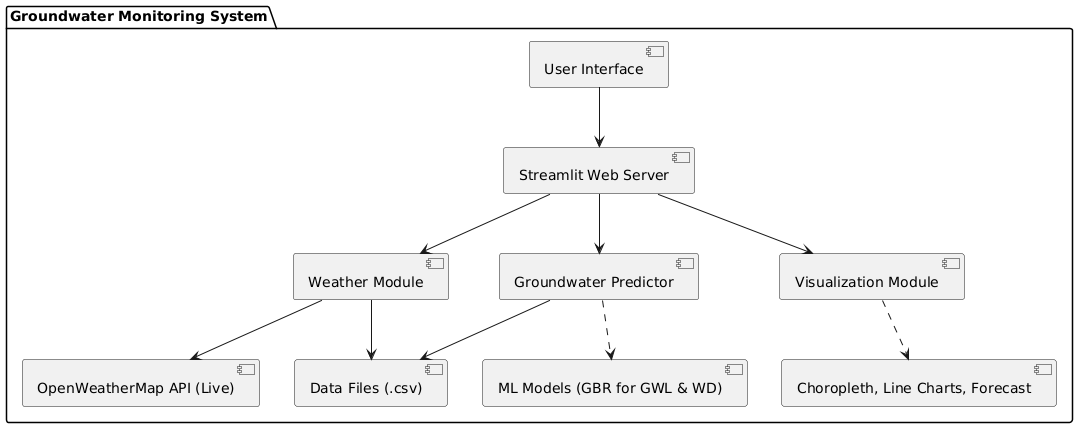 Groundwater Monitoring System
User Interface
Streamlit Web Server
Weather Module
Groundwater Predictor
Visualization Module
OpenWeatherMap API (Live)
Data Files (.csv)
ML Models (GBR for GWL & WD)
Choropleth, Line Charts, Forecast